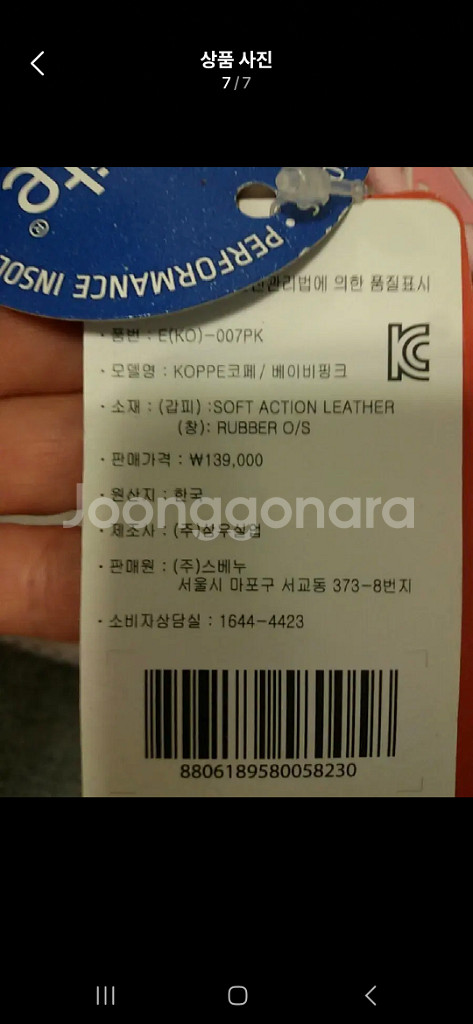 상품 사진
7/7
te®
PERFORMANCE INSOL
관리법에 의한 품질표시
· 품번 : E(KO)-007PK
· 모델명 : KOPPE코페/ 베이비핑크
· 소재 : (갑피) :SOFT ACTION LEATHER
(창): RUBBER O/S
· 판매가격 : ₩139,000
· 원산지 : 한국
Joonggonara
· 제조사 : (주)삼우실업
· 판매원 : (주)스베누
서울시 마포구 서교동 373-8번지
· 소비자상담실 : 1644-4423
8806189580058230